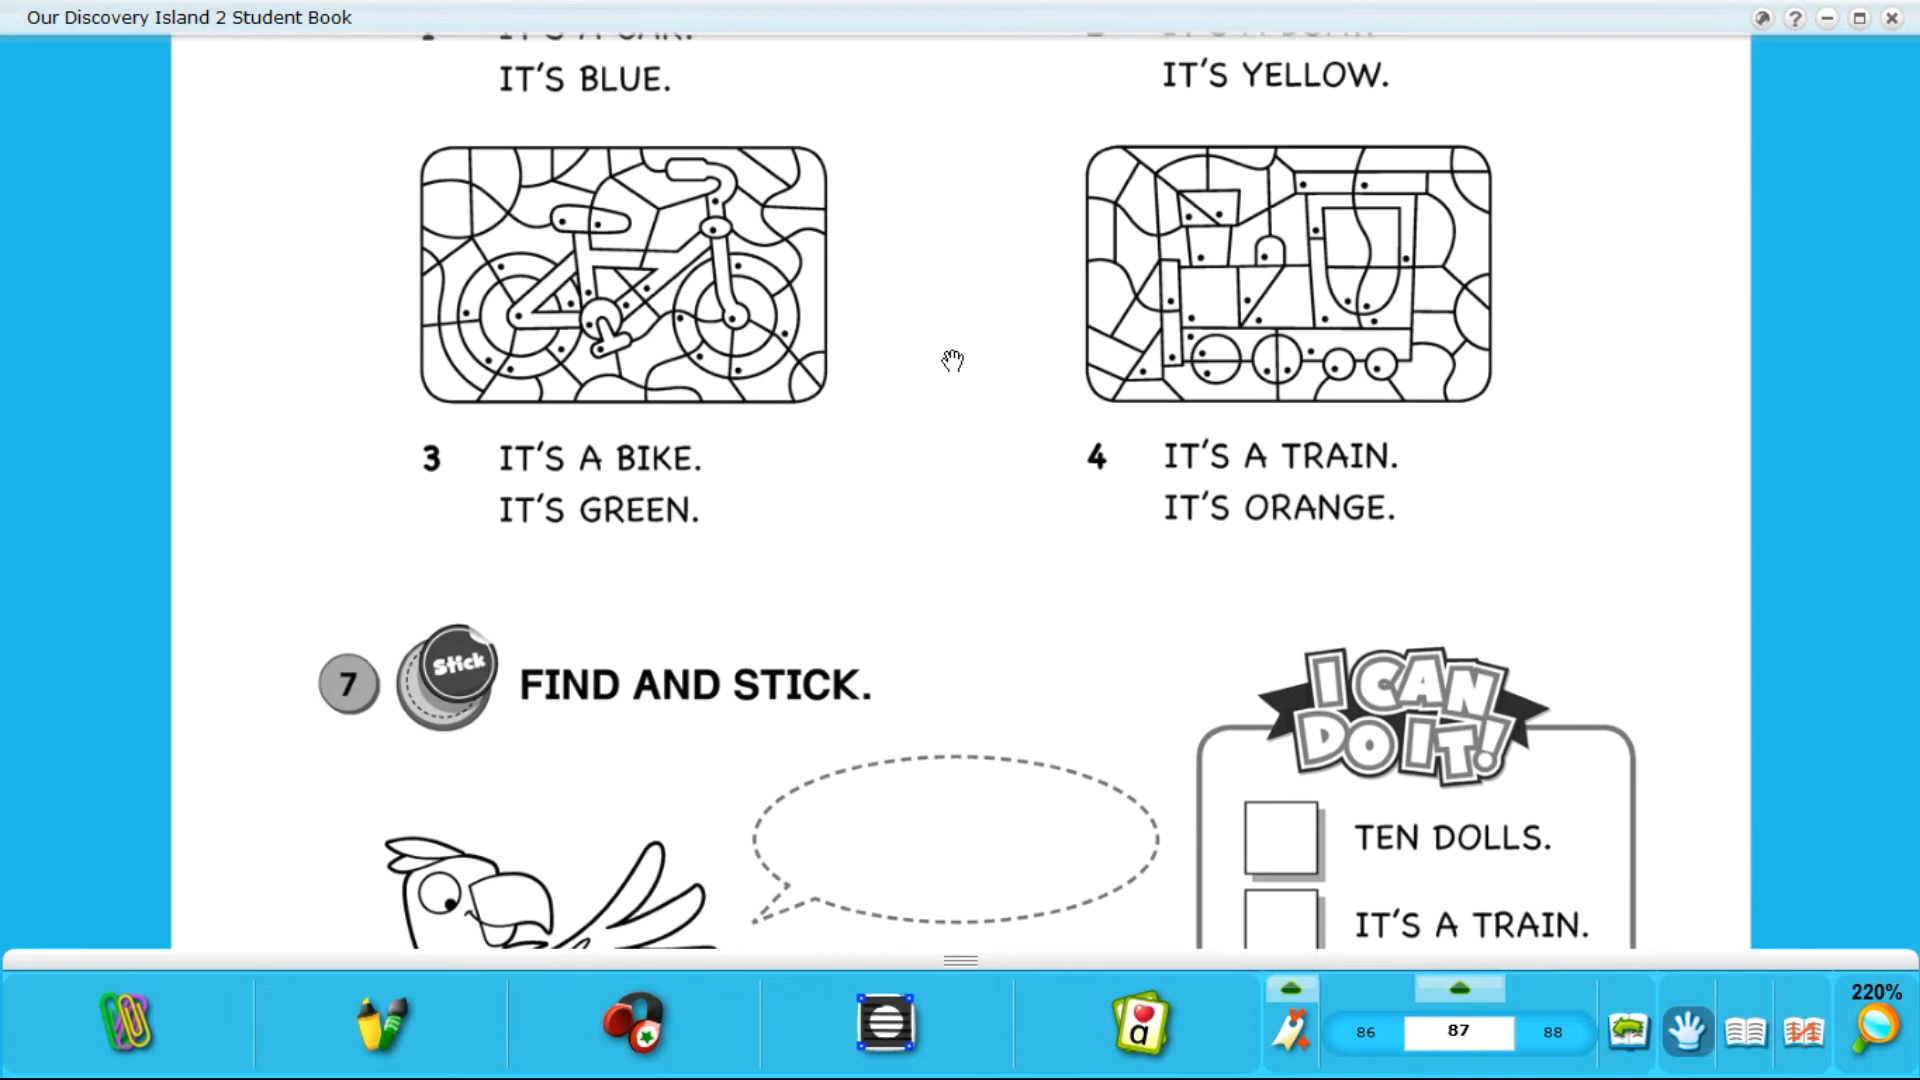 Our Discovery Island 2 Student Book
IT'S BLUE.
IT'S YELLOW.
3 IT'S A BIKE.
IT'S GREEN.
4 IT'S A TRAIN.
IT'S ORANGE.
7 Stick FIND AND STICK.
I CAN
DO IT!
TEN DOLLS.
IT'S A TRAIN.
a
86 87 88
220%